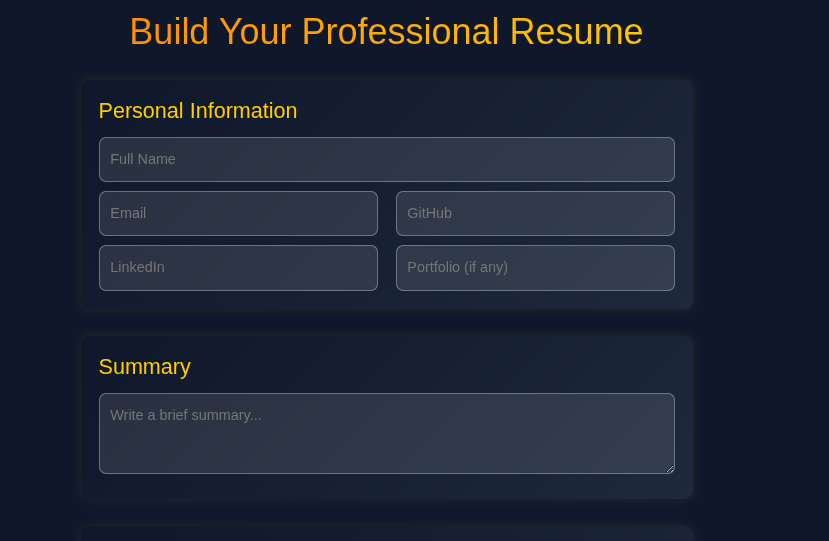 Build Your Professional Resume
Personal Information
Full Name
Email
GitHub
LinkedIn
Portfolio (if any)
Summary
Write a brief summary...